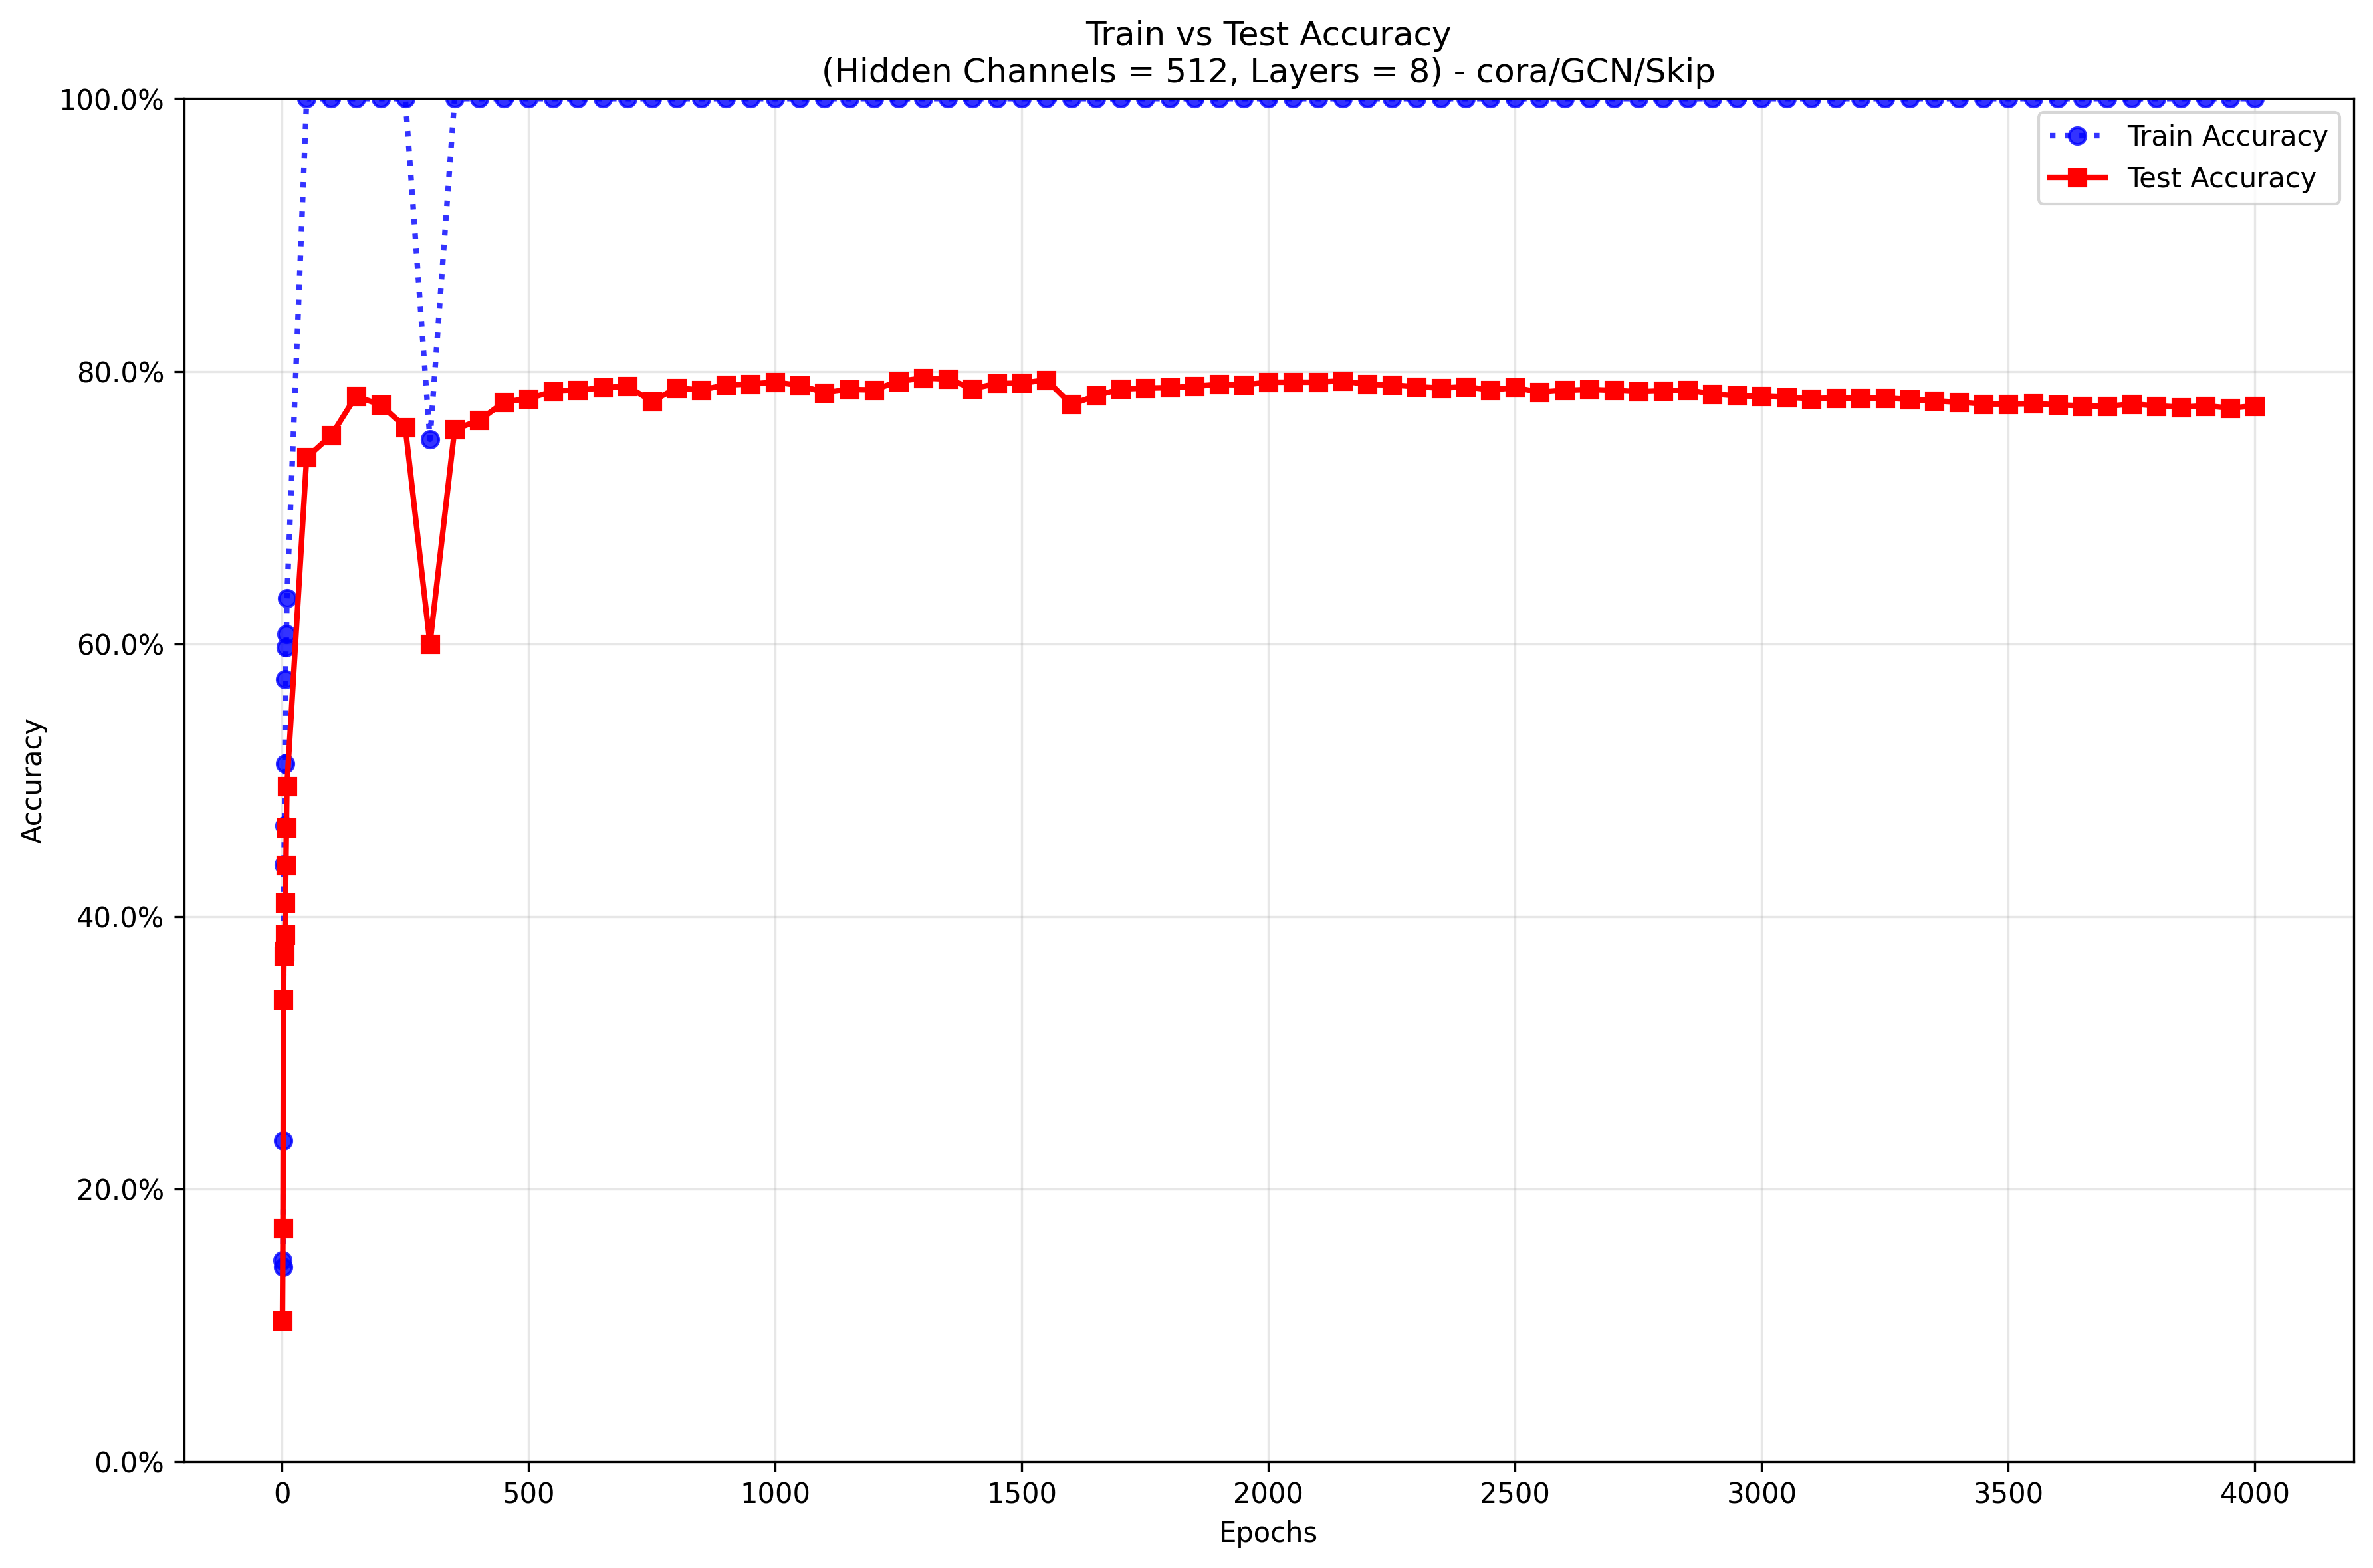 Train vs Test Accuracy
(Hidden Channels = 512, Layers = 8) - cora/GCN/Skip
100.0%
80.0%
60.0%
40.0%
20.0%
0.0%
Accuracy
Train Accuracy
Test Accuracy
0
500
1000
1500
2000
2500
3000
3500
4000
Epochs